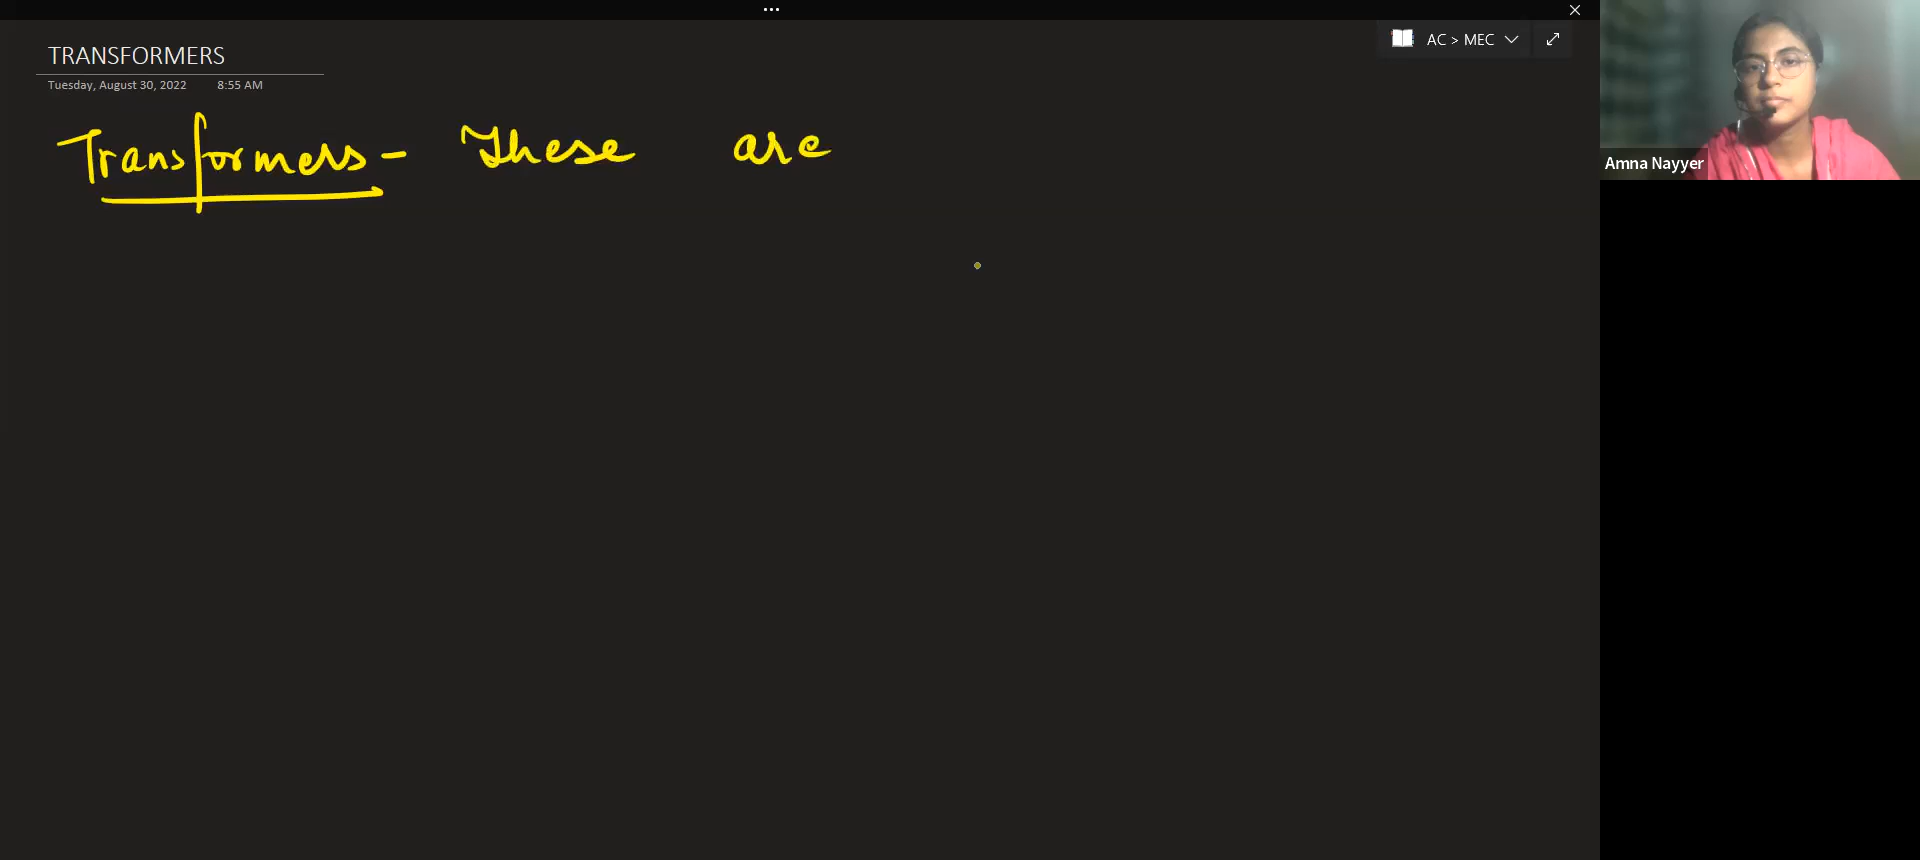 TRANSFORMERS
Tuesday, August 30, 2022 8:55 AM
AC > MEC
Transformers - These are
Amna Nayyer